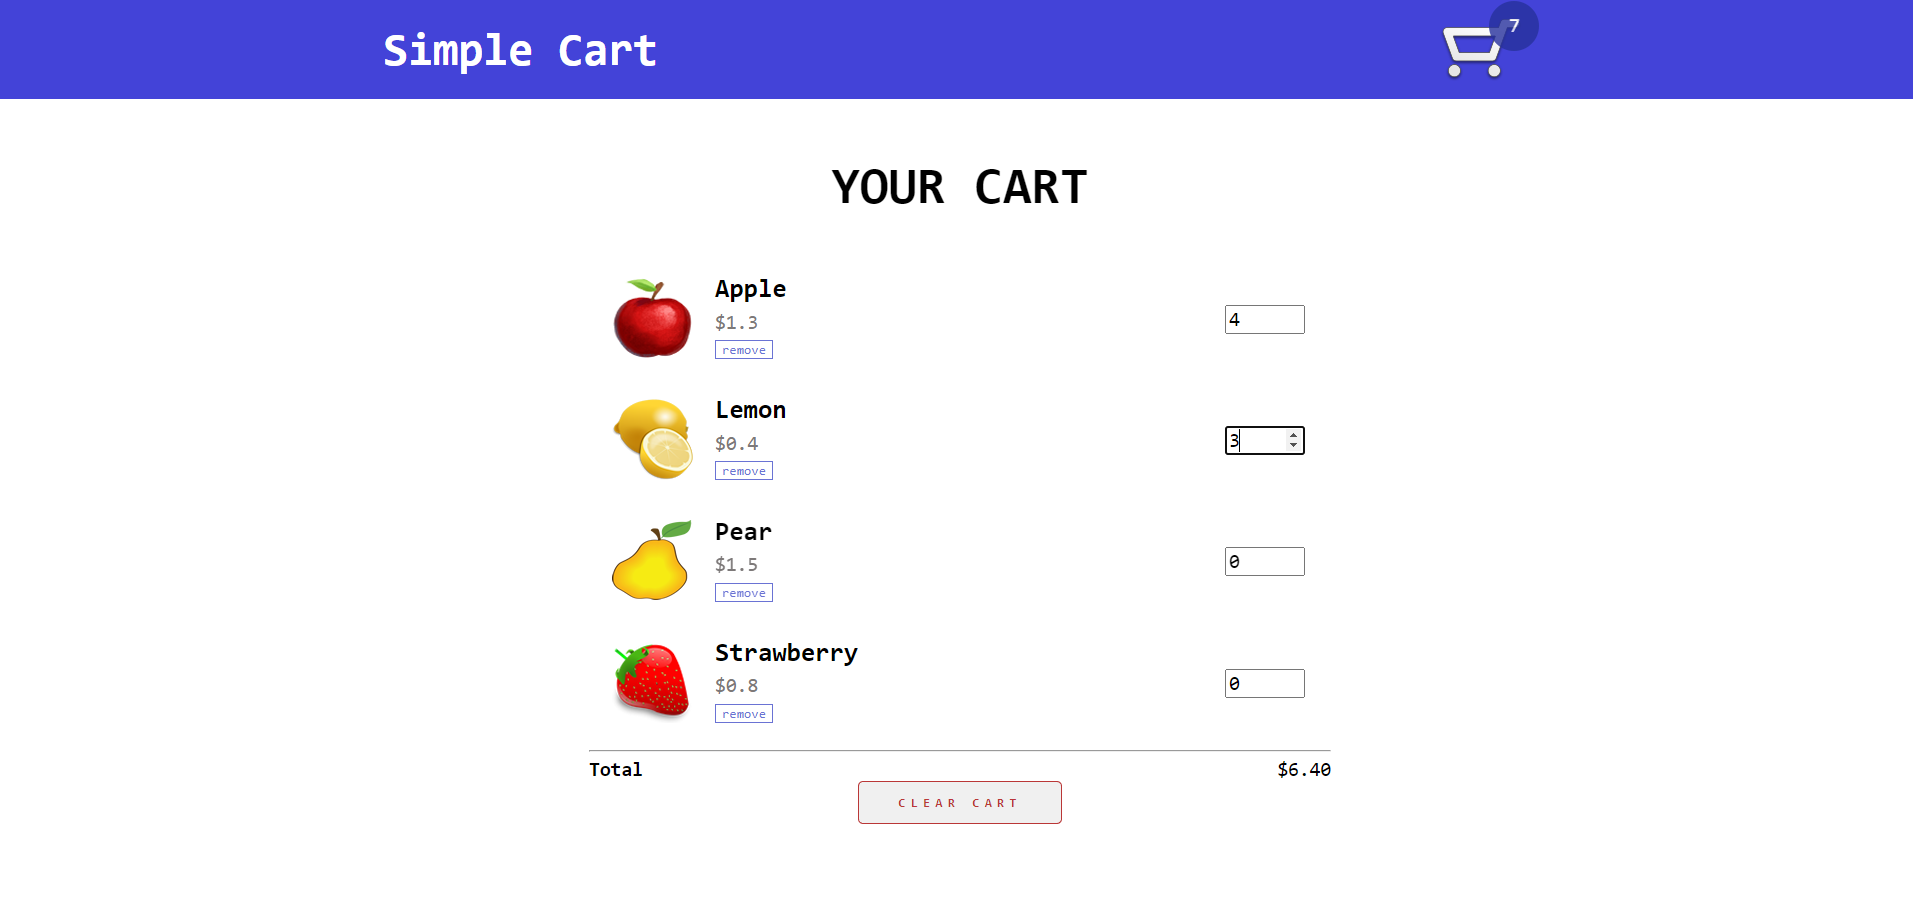 Simple Cart
7
YOUR CART
Apple
$1.3
remove
4
Lemon
$0.4
remove
3
Pear
$1.5
remove
0
Strawberry
$0.8
remove
0
Total $6.40
CLEAR CART